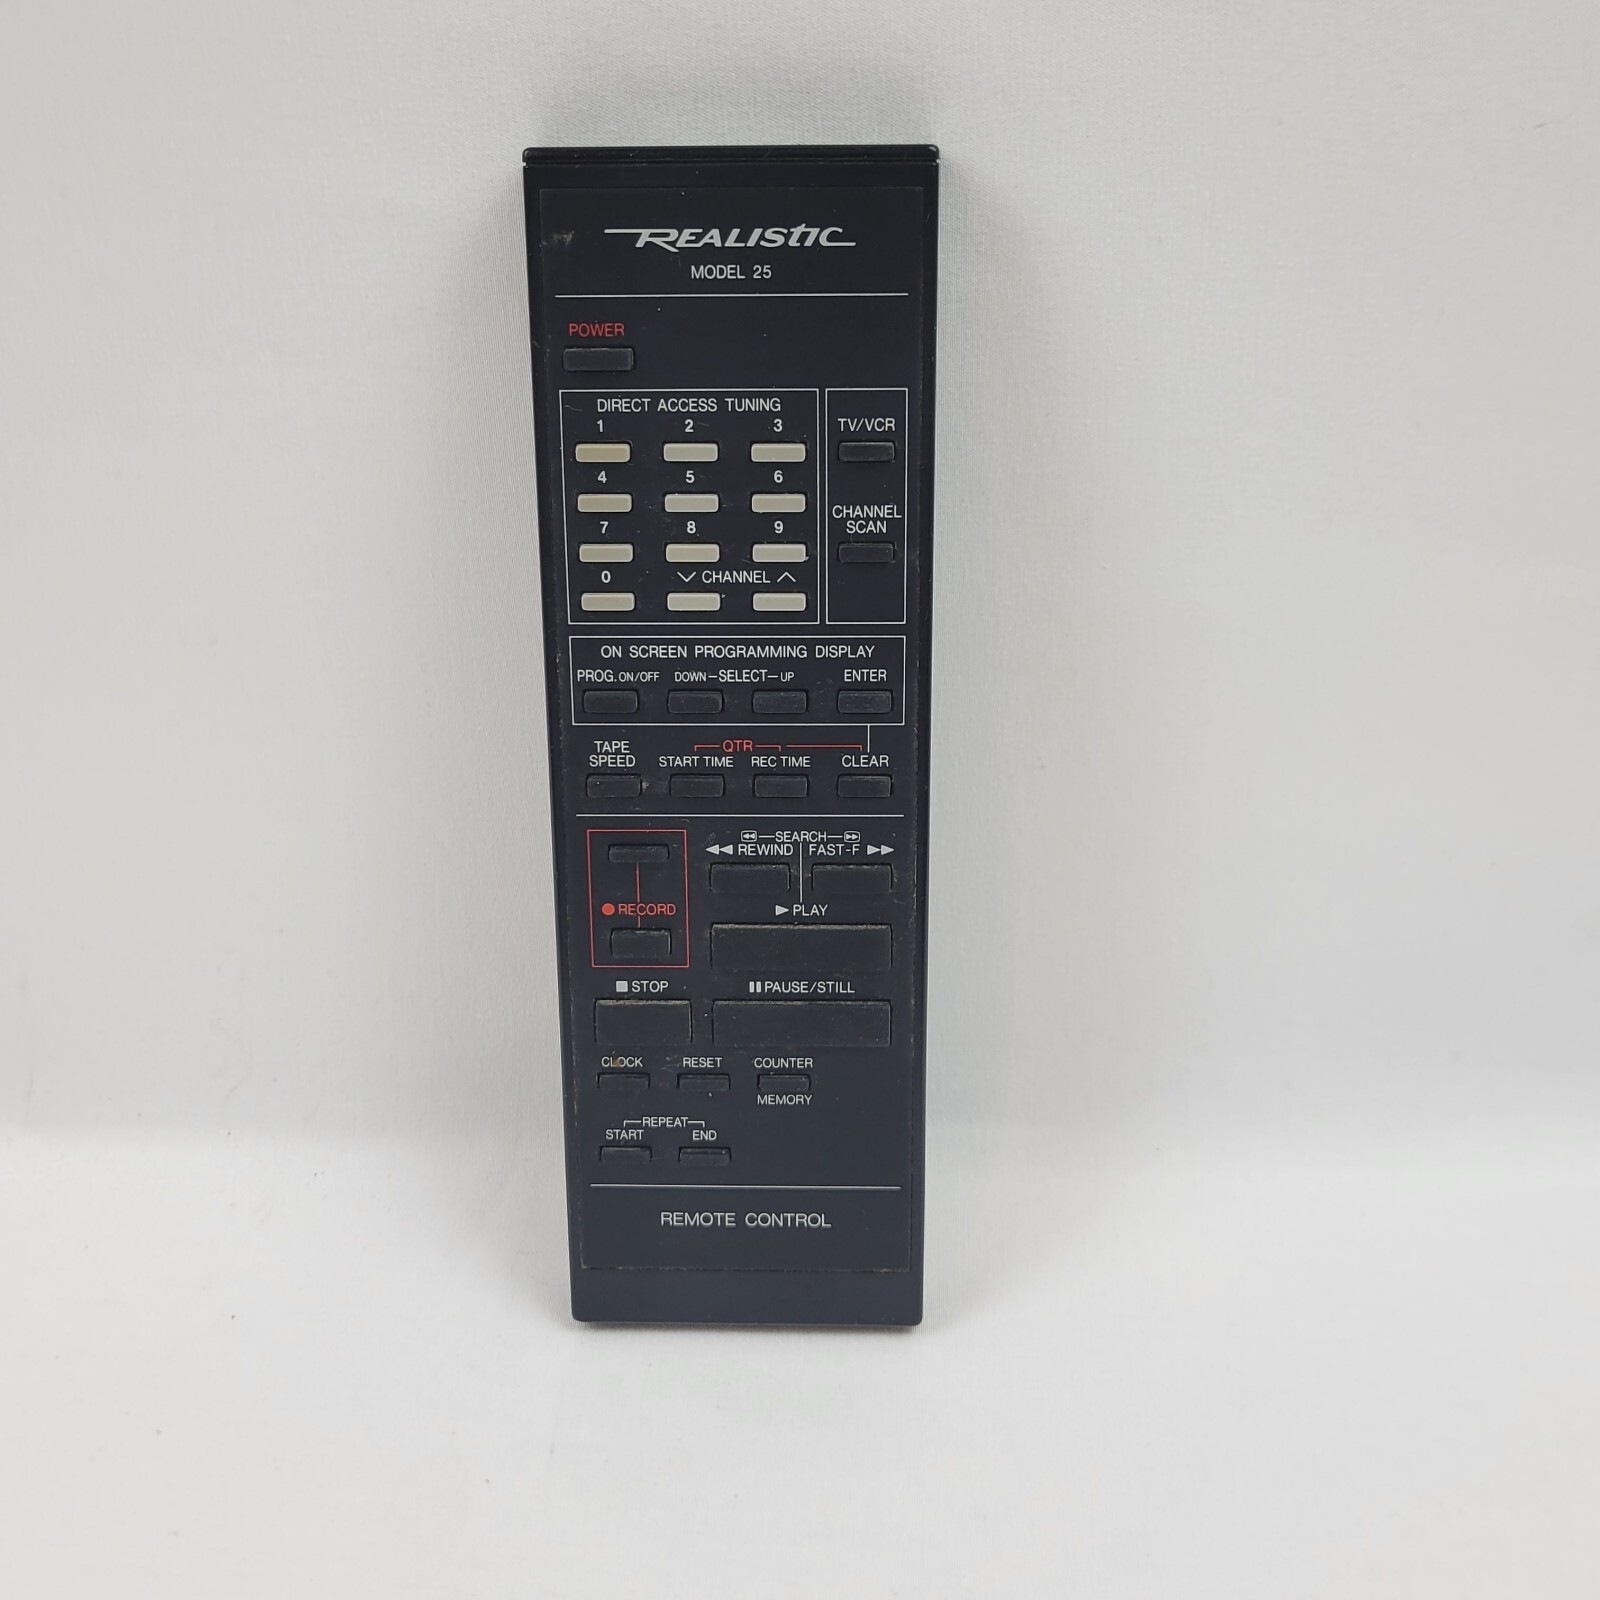 REALISTIC
MODEL 25
POWER
DIRECT ACCESS TUNING
1 2 3
4 5 6
7 8 9
0 CHANNEL
TV/VCR
CHANNEL
SCAN
ON SCREEN PROGRAMMING DISPLAY
PROG. ON/OFF DOWN-SELECT-UP ENTER
TAPE
SPEED
QTR
START TIME REC TIME CLEAR
SEARCH
REWIND FAST-F
RECORD
PLAY
STOP PAUSE/STILL
CLOCK RESET COUNTER
MEMORY
REPEAT
START END
REMOTE CONTROL